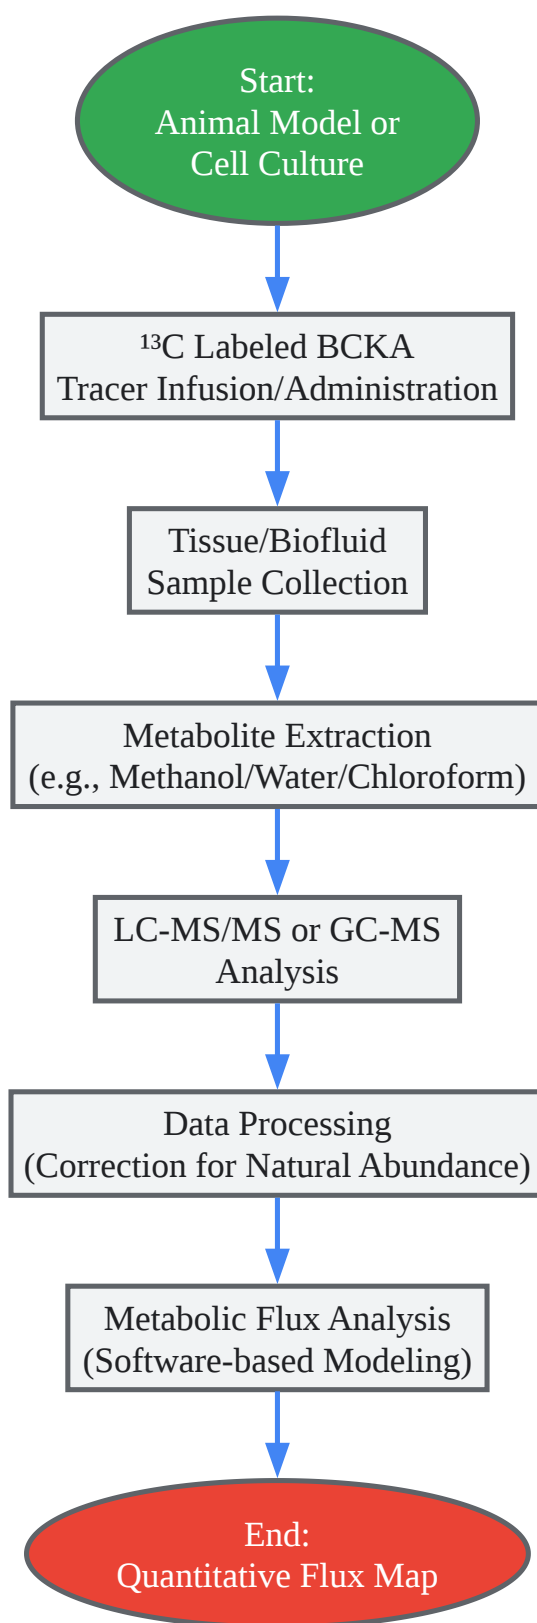 Start:
Animal Model or
Cell Culture
¹³C Labeled BCKA
Tracer Infusion/Administration
Tissue/Biofluid
Sample Collection
Metabolite Extraction
(e.g., Methanol/Water/Chloroform)
LC-MS/MS or GC-MS
Analysis
Data Processing
(Correction for Natural Abundance)
Metabolic Flux Analysis
(Software-based Modeling)
End:
Quantitative Flux Map